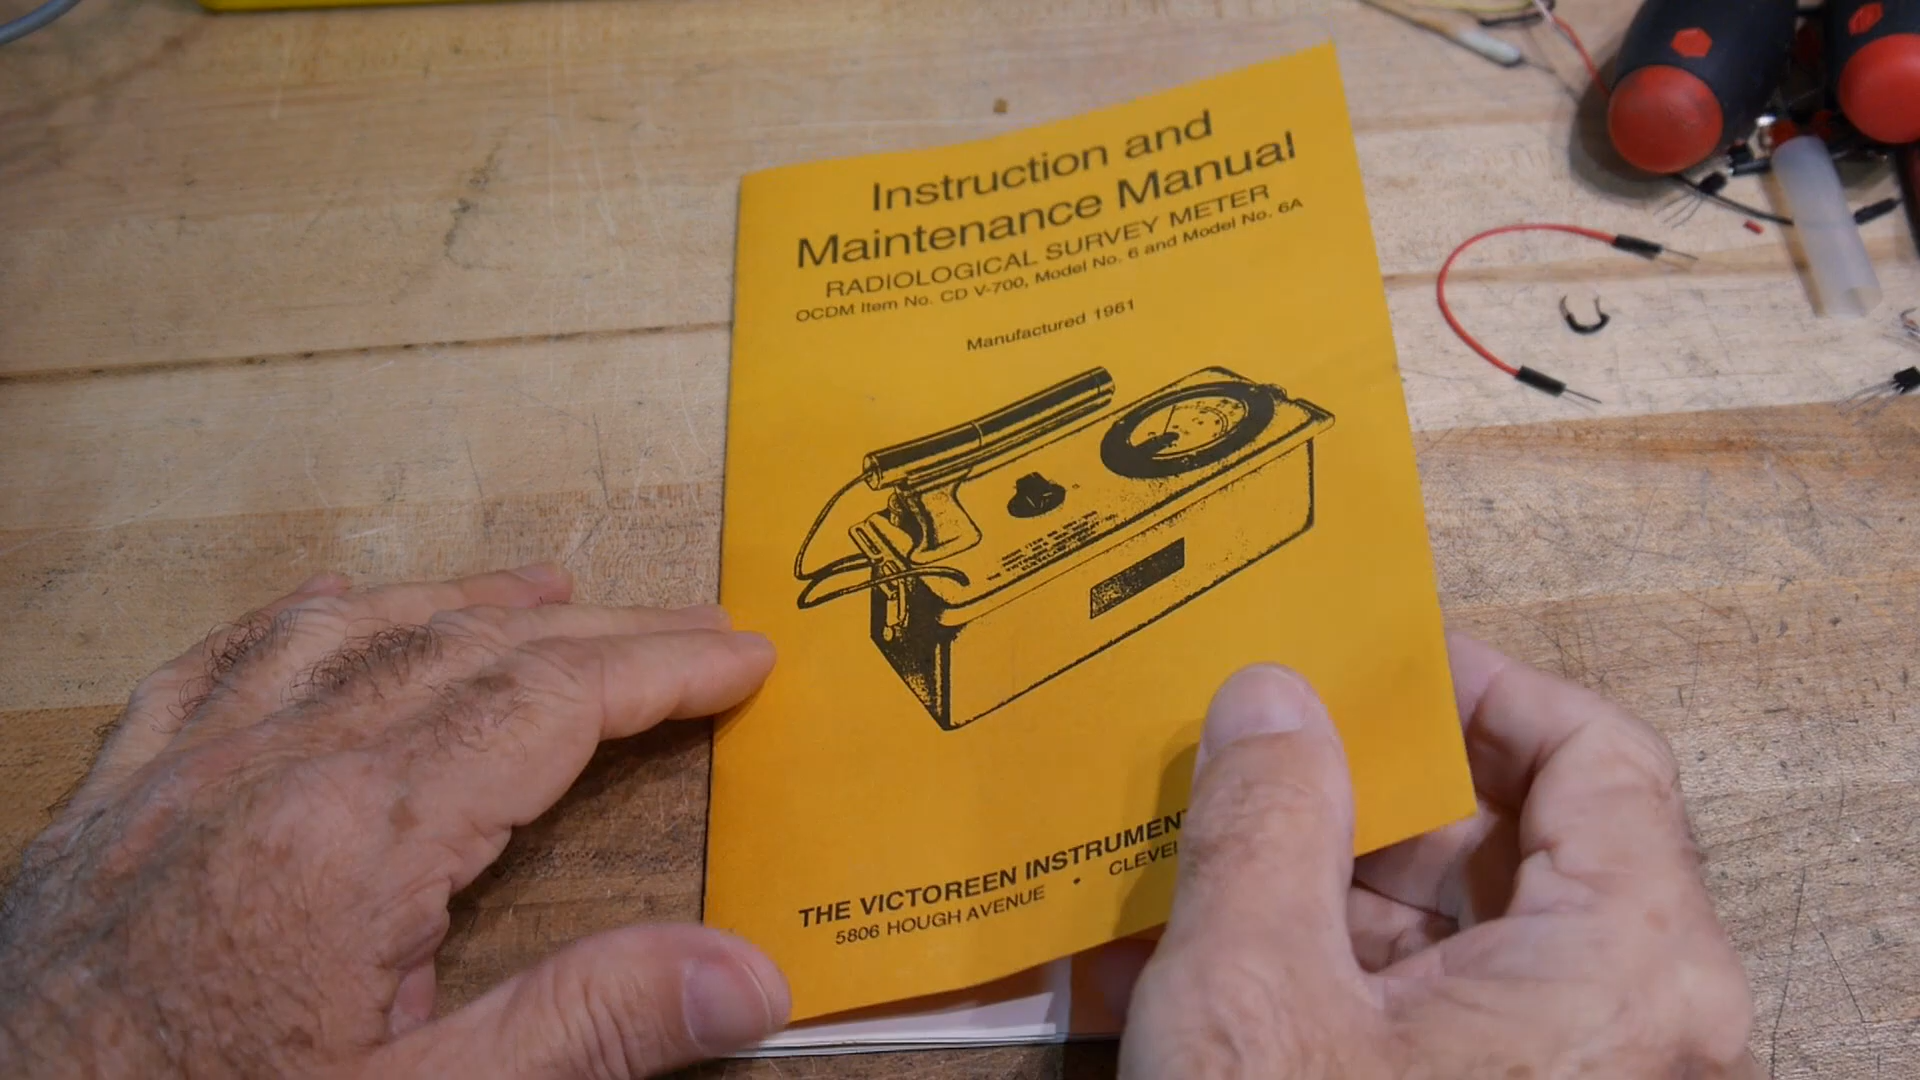 Instruction and
Maintenance Manual
RADIOLOGICAL SURVEY METER
OCDM Item No. CD V-700, Model No. 6 and Model No. 6A
Manufactured 1961
THE VICTOREEN INSTRUMENT
5806 HOUGH AVENUE •